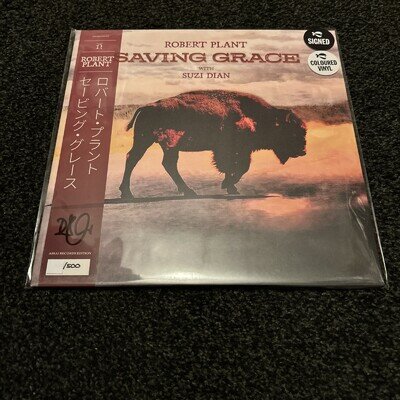 ROBERT PLANT
SAVING GRACE
WITH
SUZI DIAN
SIGNED
COLOURED
VINYL
ROBERT
PLANT
ロバート・プラント
セービング・グレース
/500